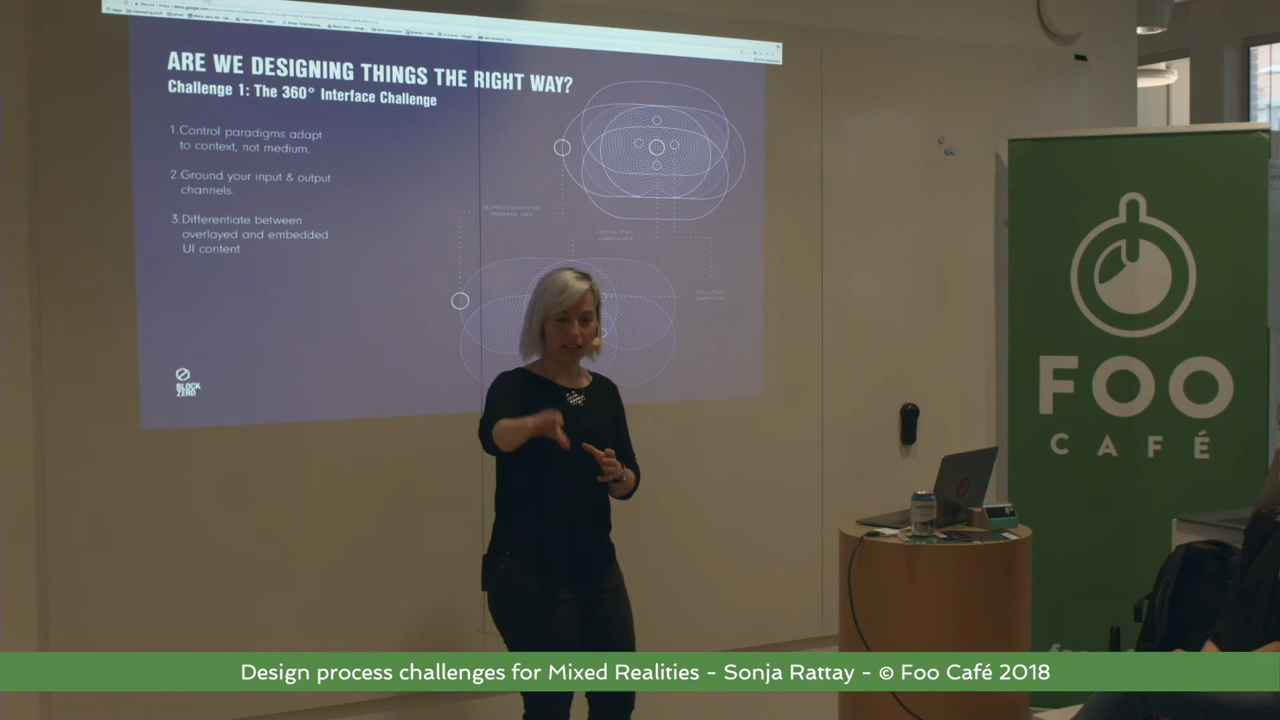 ARE WE DESIGNING THINGS THE RIGHT WAY?
Challenge 1: The 360° Interface Challenge
1.Control paradigms adapt
to context, not medium.
2.Ground your input & output
channels.
3.Differentiate between
overlayed and embedded
UI content
BLOCK
ZERO
FOO
CAFÉ
Design process challenges for Mixed Realities - Sonja Rattay - © Foo Café 2018